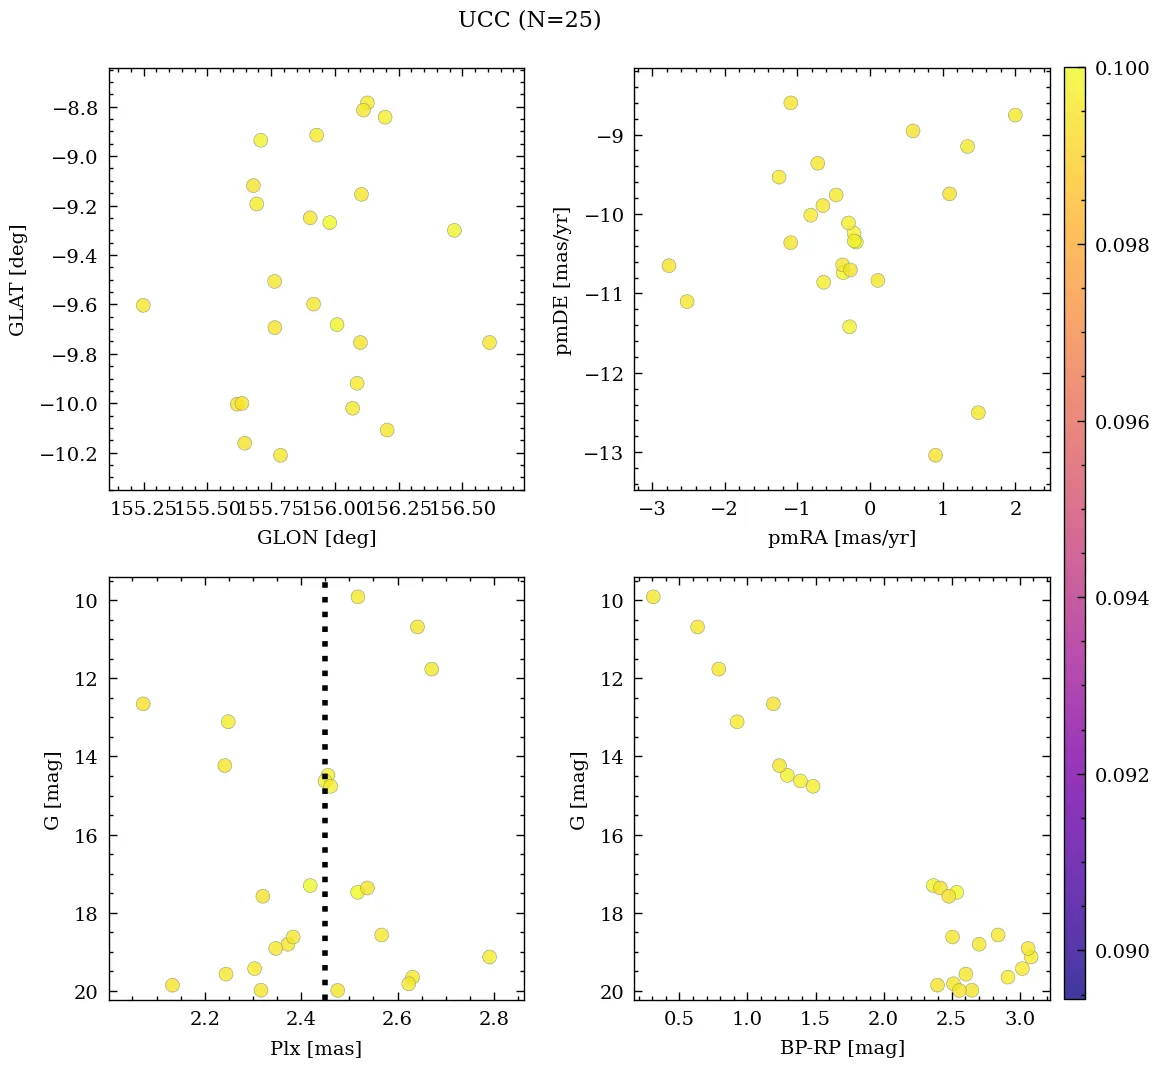 UCC (N=25)
−8.8
−9.0
−9.2
−9.4
−9.6
−9.8
−10.0
−10.2
GLAT [deg]
155.25 155.50 155.75 156.00 156.25 156.50
GLON [deg]
−9
−10
−11
−12
−13
pmDE [mas/yr]
−3 −2 −1 0 1 2
pmRA [mas/yr]
10
12
14
16
18
20
G [mag]
2.2 2.4 2.6 2.8
Plx [mas]
10
12
14
16
18
20
G [mag]
0.5 1.0 1.5 2.0 2.5 3.0
BP-RP [mag]
0.100
0.098
0.096
0.094
0.092
0.090